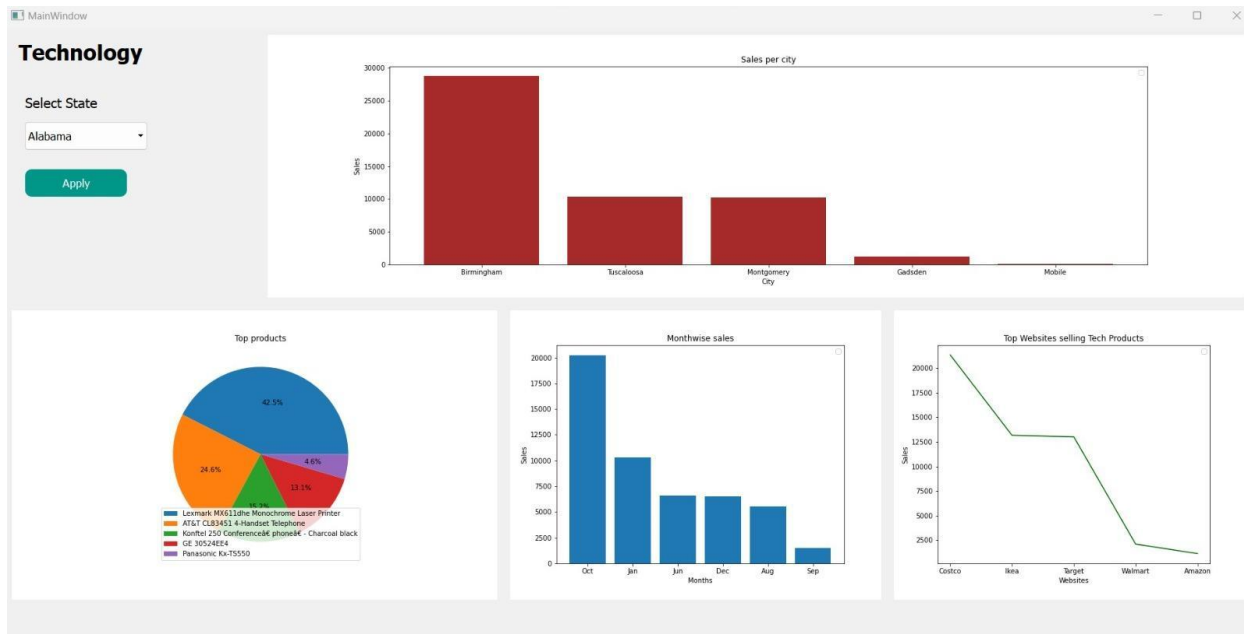 MainWindow
Technology
Select State
Alabama
Apply
Sales per city
30000
25000
20000
15000
10000
5000
0
Sales
Birmingham Tuscaloosa Montgomery Gadsden Mobile
City
Top products
42.5%
24.6%
15.2%
13.1%
4.6%
Lexmark MX611dhe Monochrome Laser Printer
AT&T CL83451 4-Handset Telephone
Konftel 250 Conferenceâ€ phoneâ€ - Charcoal black
GE 30524EE4
Panasonic Kx-TS550
Monthwise sales
20000
17500
15000
12500
10000
7500
5000
2500
0
Sales
Oct Jan Jun Dec Aug Sep
Months
Top Websites selling Tech Products
20000
17500
15000
12500
10000
7500
5000
2500
Sales
Costco Ikea Target Walmart Amazon
Websites